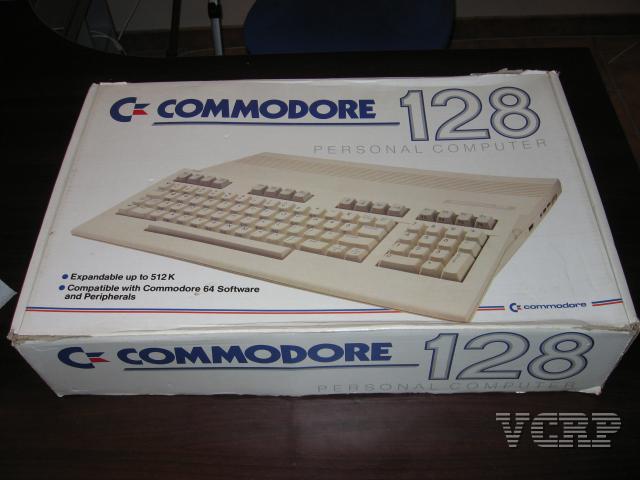 COMMODORE 128
PERSONAL COMPUTER
Expandable up to 512 K
Compatible with Commodore 64 Software
and Peripherals
commodore
COMMODORE 128
PERSONAL COMPUTER
VCRP